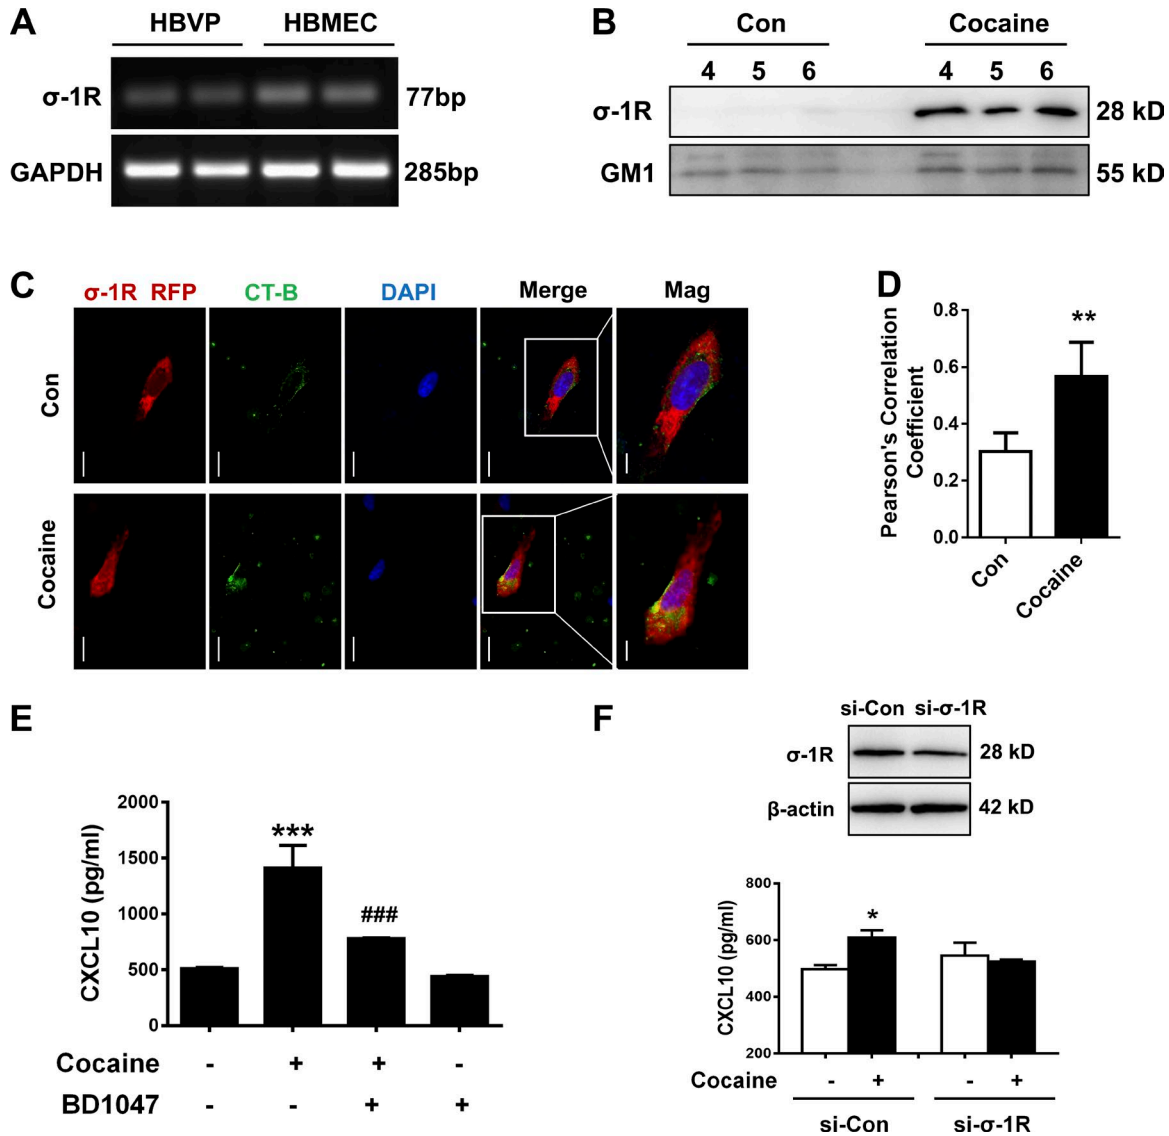 A
HBVP HBMEC
σ-1R 77bp
GAPDH 285bp
B
Con Cocaine
4 5 6 4 5 6
σ-1R 28 kD
GM1 55 kD
C
σ-1R RFP CT-B DAPI Merge Mag
Con
Cocaine
D
Pearson's Correlation
Coefficient
0.8
0.6
0.4
0.2
0.0
**
Con Cocaine
E
CXCL10 (pg/ml)
2000
1500
1000
500
0
***
###
Cocaine - + + -
BD1047 - - + +
F
si-Con si-σ-1R
σ-1R 28 kD
β-actin 42 kD
CXCL10 (pg/ml)
800
600
400
200
*
Cocaine - + - +
si-Con si-σ-1R